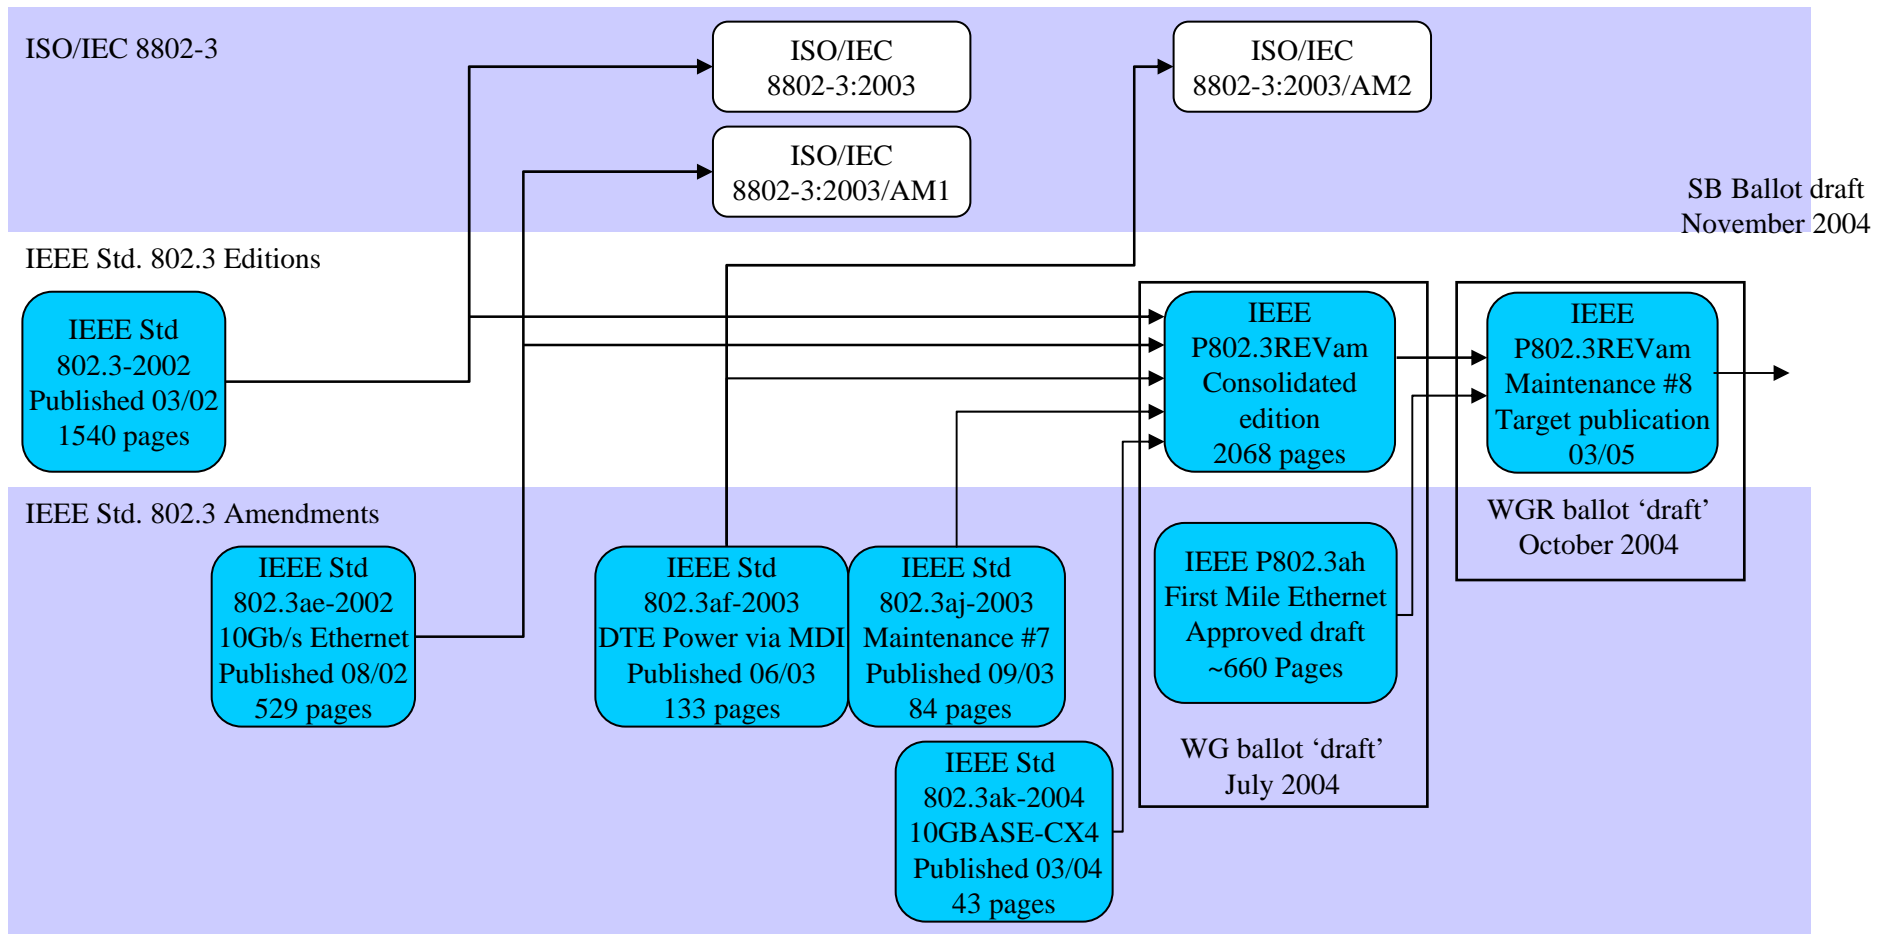 ISO/IEC 8802-3
ISO/IEC
8802-3:2003
ISO/IEC
8802-3:2003/AM2
ISO/IEC
8802-3:2003/AM1
SB Ballot draft
November 2004
IEEE Std. 802.3 Editions
IEEE Std
802.3-2002
Published 03/02
1540 pages
IEEE
P802.3REVam
Consolidated
edition
2068 pages
IEEE
P802.3REVam
Maintenance #8
Target publication
03/05
IEEE Std. 802.3 Amendments
WGR ballot ‘draft’
October 2004
IEEE Std
802.3ae-2002
10Gb/s Ethernet
Published 08/02
529 pages
IEEE Std
802.3af-2003
DTE Power via MDI
Published 06/03
133 pages
IEEE Std
802.3aj-2003
Maintenance #7
Published 09/03
84 pages
IEEE P802.3ah
First Mile Ethernet
Approved draft
~660 Pages
WG ballot ‘draft’
July 2004
IEEE Std
802.3ak-2004
10GBASE-CX4
Published 03/04
43 pages